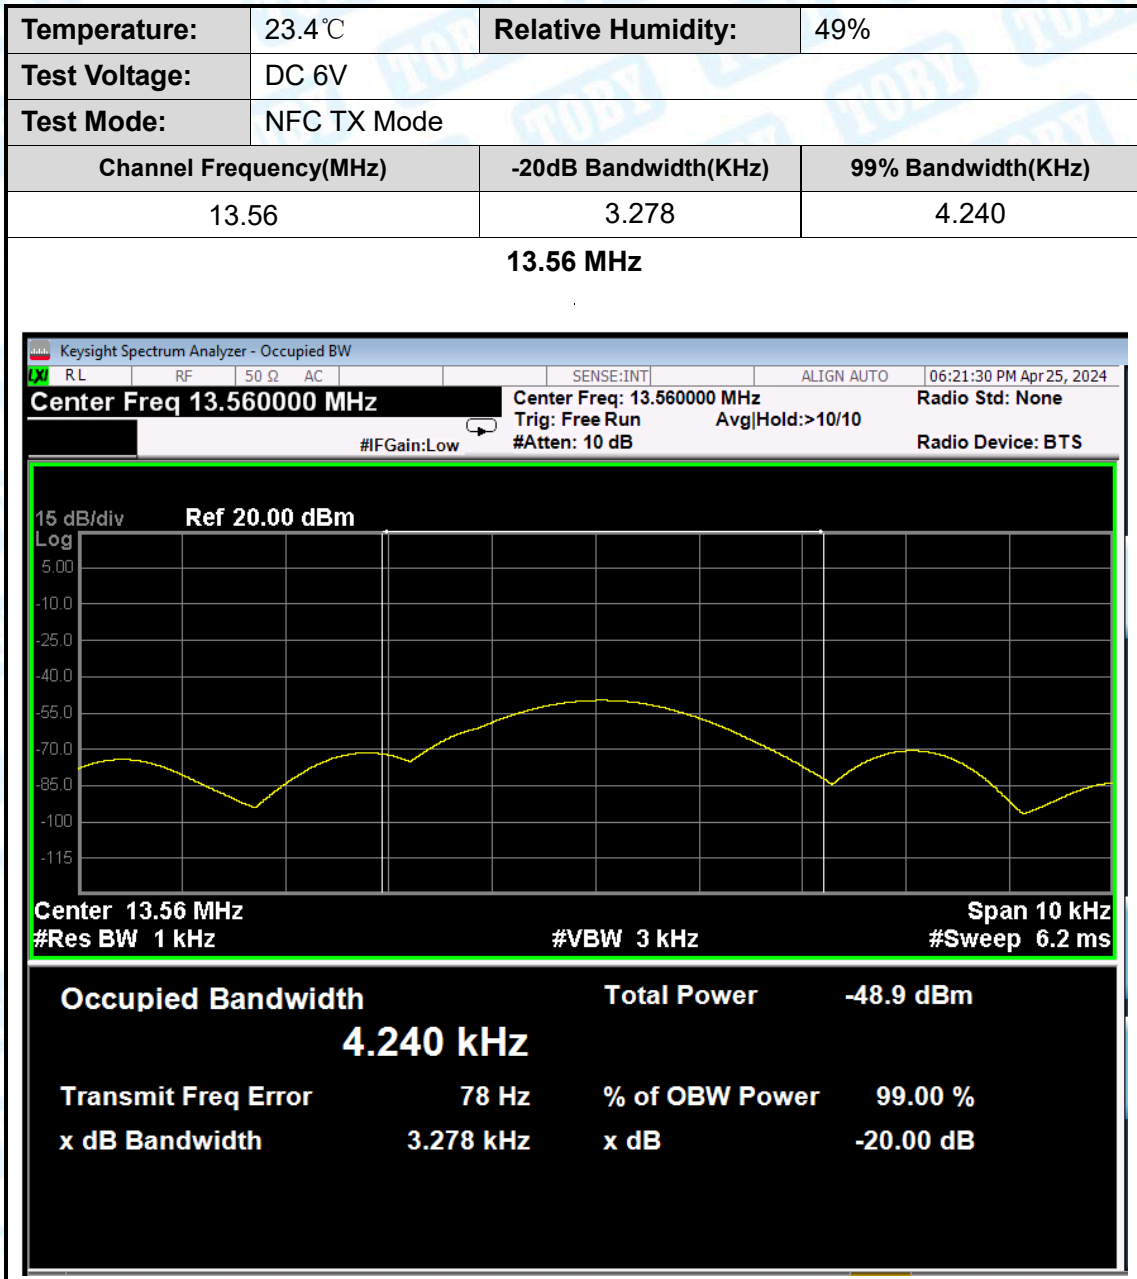 Temperature: 23.4℃ Relative Humidity: 49%
Test Voltage: DC 6V
Test Mode: NFC TX Mode
Channel Frequency(MHz) -20dB Bandwidth(KHz) 99% Bandwidth(KHz)
13.56 3.278 4.240
13.56 MHz
Keysight Spectrum Analyzer - Occupied BW
LXI RL RF 50 Ω AC SENSE:INT ALIGN AUTO 06:21:30 PM Apr 25, 2024
Center Freq 13.560000 MHz Center Freq: 13.560000 MHz Radio Std: None
Trig: Free Run Avg|Hold:>10/10
#IFGain:Low #Atten: 10 dB Radio Device: BTS
15 dB/div Ref 20.00 dBm
Log
5.00
-10.0
-25.0
-40.0
-55.0
-70.0
-85.0
-100
-115
Center 13.56 MHz Span 10 kHz
#Res BW 1 kHz #VBW 3 kHz #Sweep 6.2 ms
Occupied Bandwidth Total Power -48.9 dBm
4.240 kHz
Transmit Freq Error 78 Hz % of OBW Power 99.00 %
x dB Bandwidth 3.278 kHz x dB -20.00 dB
TOBY